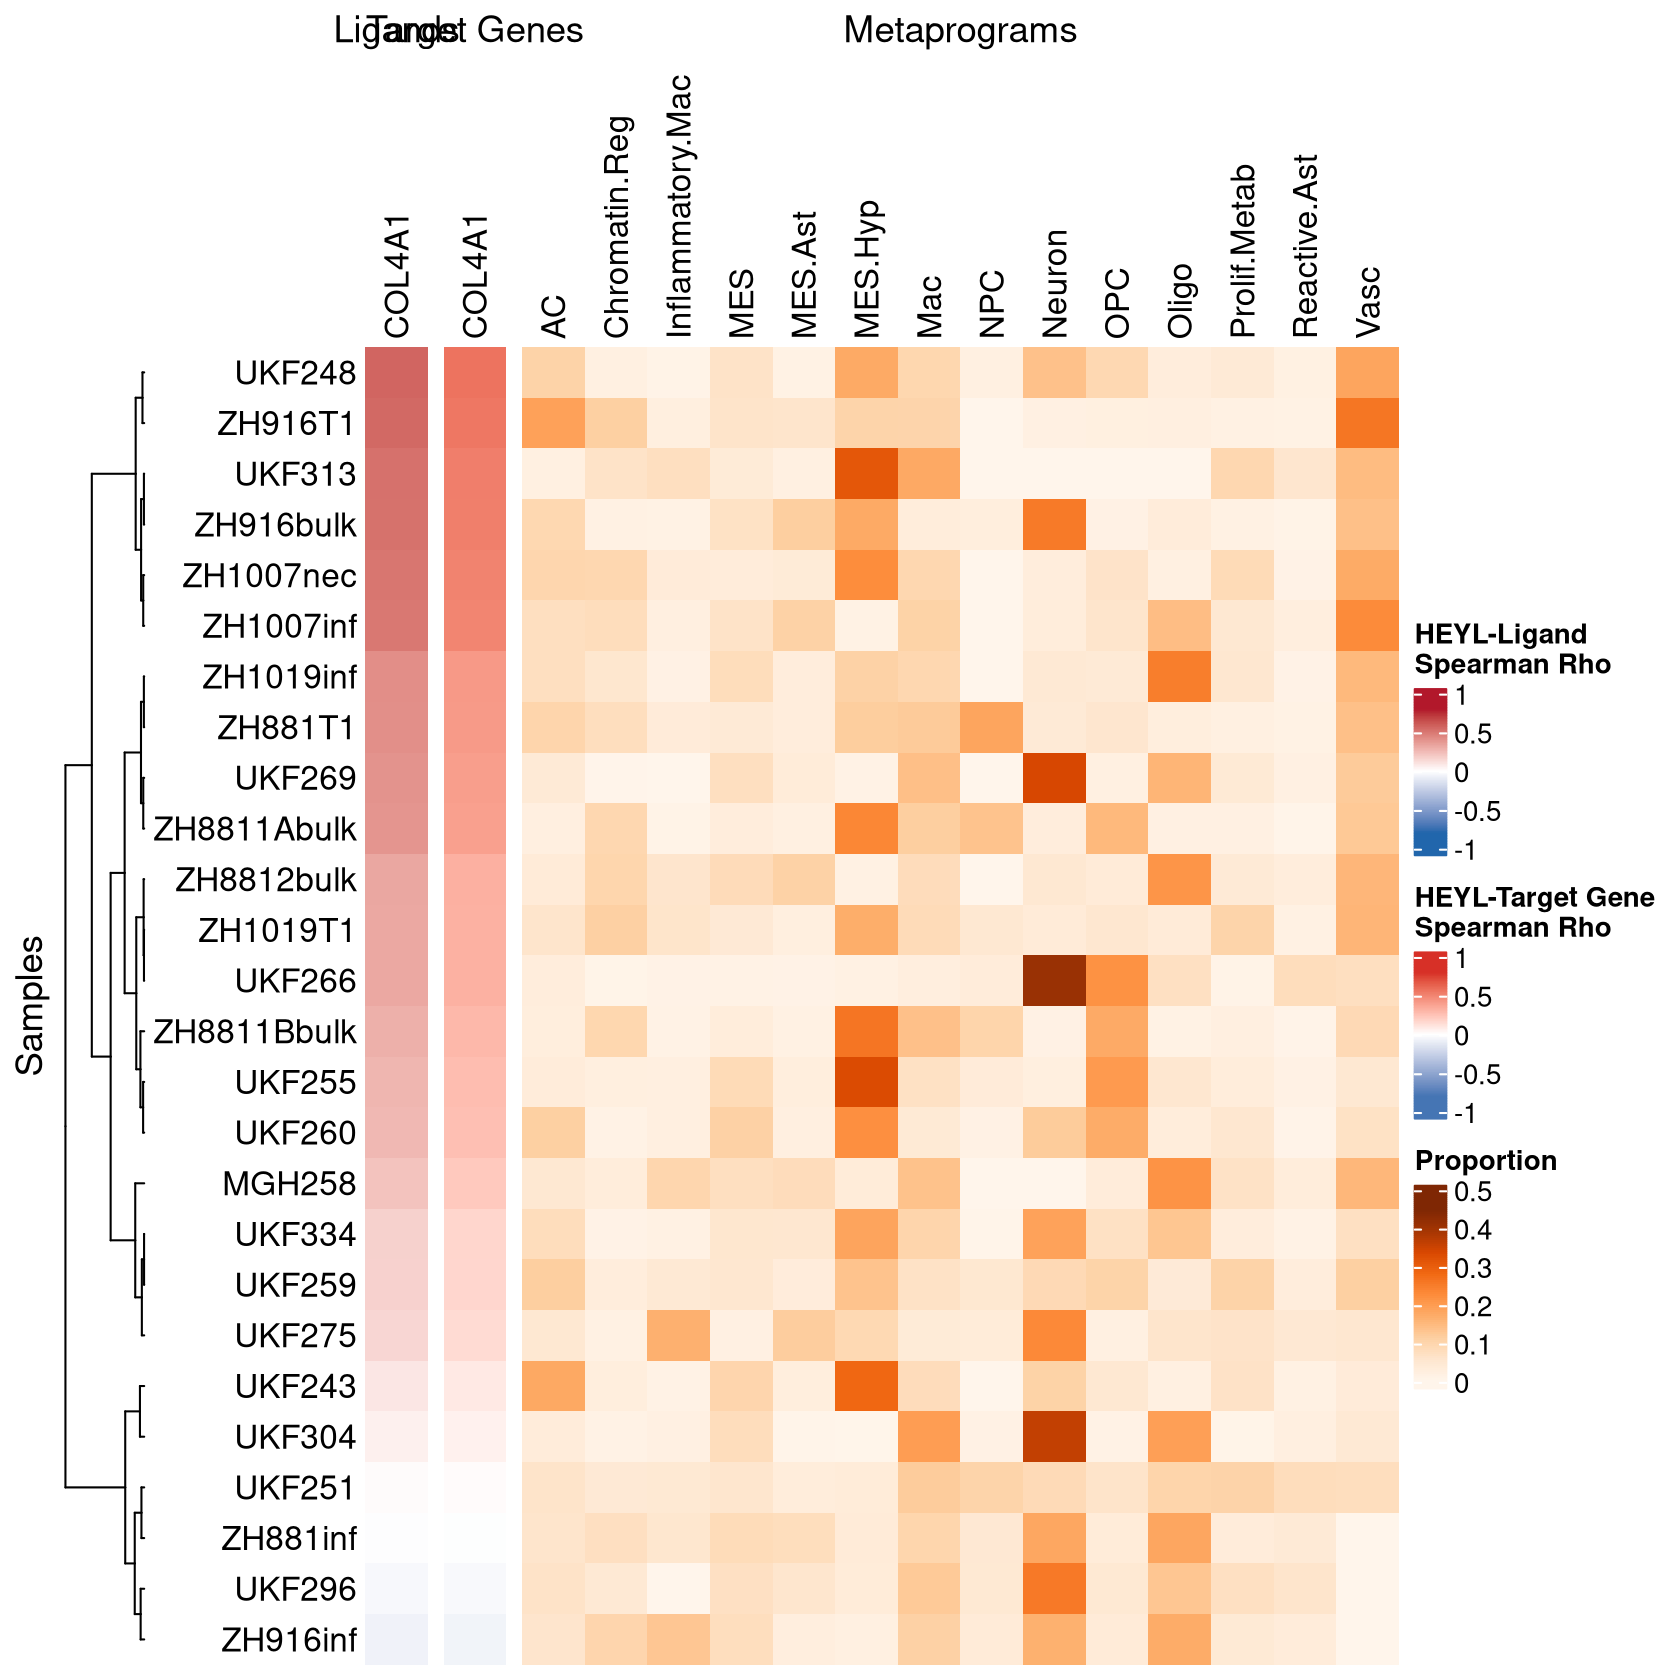 Ligands
Target Genes
Metaprograms
COL4A1
COL4A1
AC
Chromatin.Reg
Inflammatory.Mac
MES
MES.Ast
MES.Hyp
Mac
NPC
Neuron
OPC
Oligo
Prolif.Metab
Reactive.Ast
Vasc
Samples
UKF248
ZH916T1
UKF313
ZH916bulk
ZH1007nec
ZH1007inf
ZH1019inf
ZH881T1
UKF269
ZH8811Abulk
ZH8812bulk
ZH1019T1
UKF266
ZH8811Bbulk
UKF255
UKF260
MGH258
UKF334
UKF259
UKF275
UKF243
UKF304
UKF251
ZH881inf
UKF296
ZH916inf
HEYL-Ligand
Spearman Rho
1
0.5
0
-0.5
-1
HEYL-Target Gene
Spearman Rho
1
0.5
0
-0.5
-1
Proportion
0.5
0.4
0.3
0.2
0.1
0